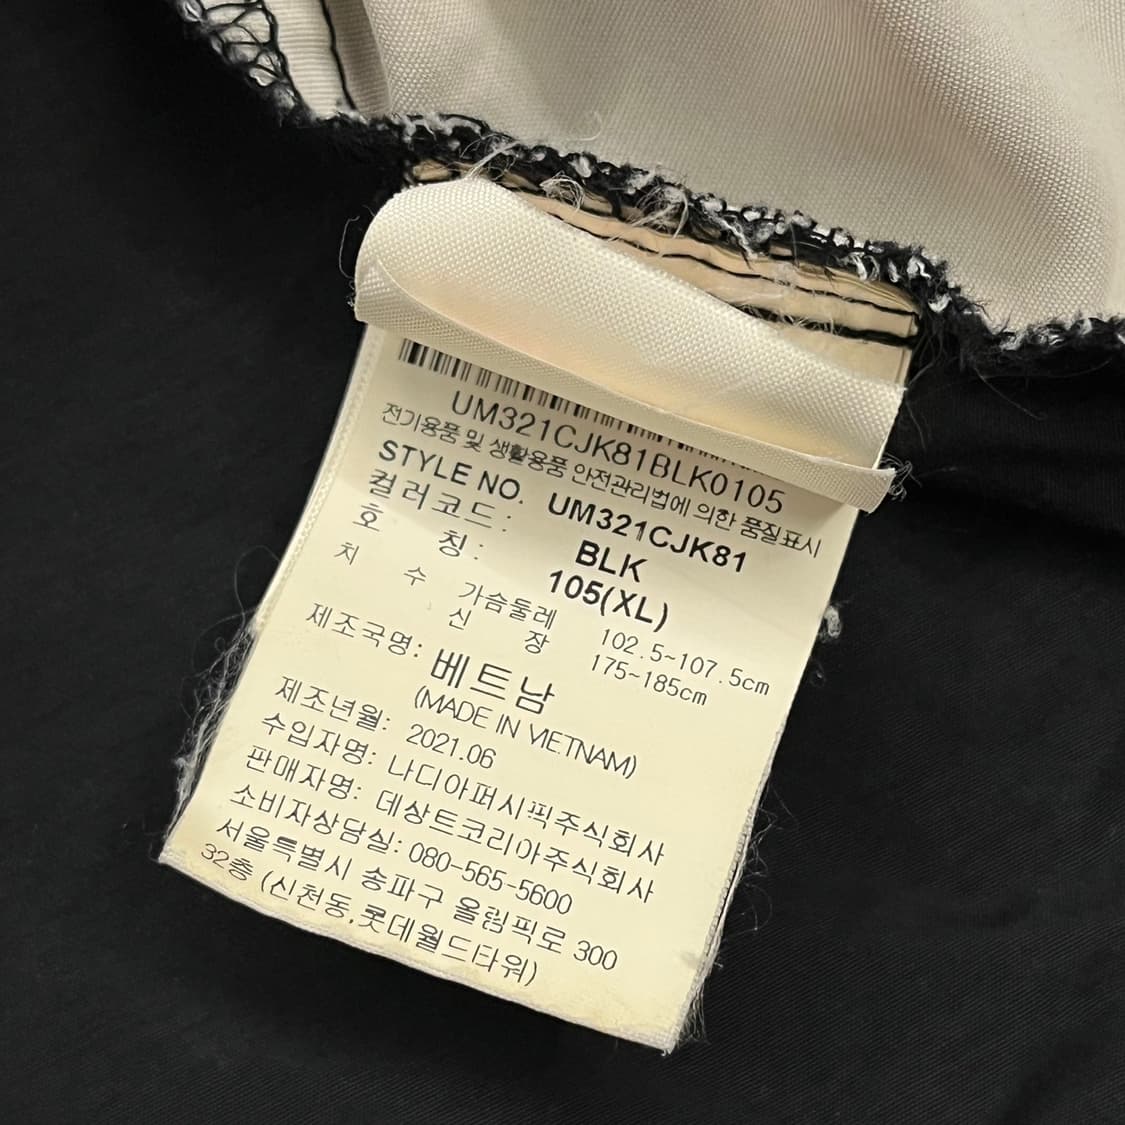 UM321CJK81BLK0105
전기용품 및 생활용품 안전관리법에 의한 품질표시
STYLE NO. UM321CJK81
컬러코드: BLK
호 칭: 105(XL)
치 수 가슴둘레 102.5~107.5cm
신 장 175~185cm
제조국명: 베트남
(MADE IN VIETNAM)
제조년월: 2021.06
수입자명: 나디아퍼시픽주식회사
판매자명: 데상트코리아주식회사
소비자상담실: 080-565-5600
서울특별시 송파구 올림픽로 300
32층 (신천동,롯데월드타워)